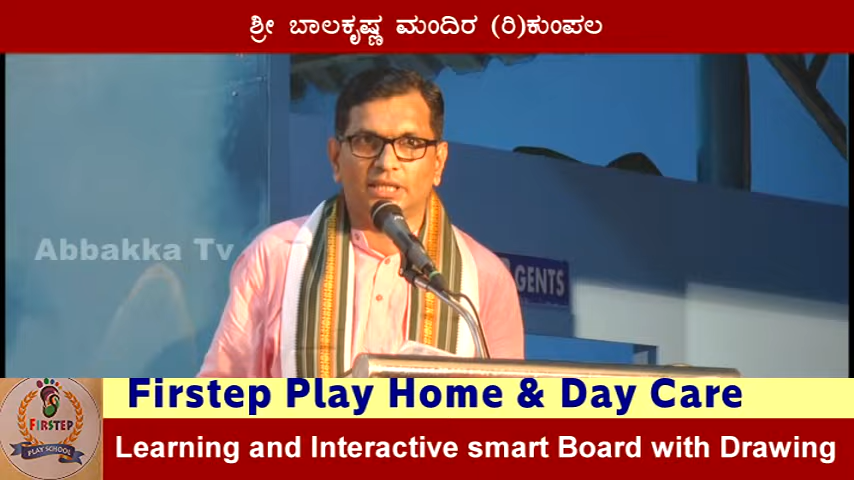 ಶ್ರೀ ಬಾಲಕೃಷ್ಣ ಮಂದಿರ (ರಿ)ಕುಂಪಲ
Abbakka Tv
GENTS
Firstep Play Home & Day Care
FIRSTEP
PLAY SCHOOL
Learning and Interactive smart Board with Drawing